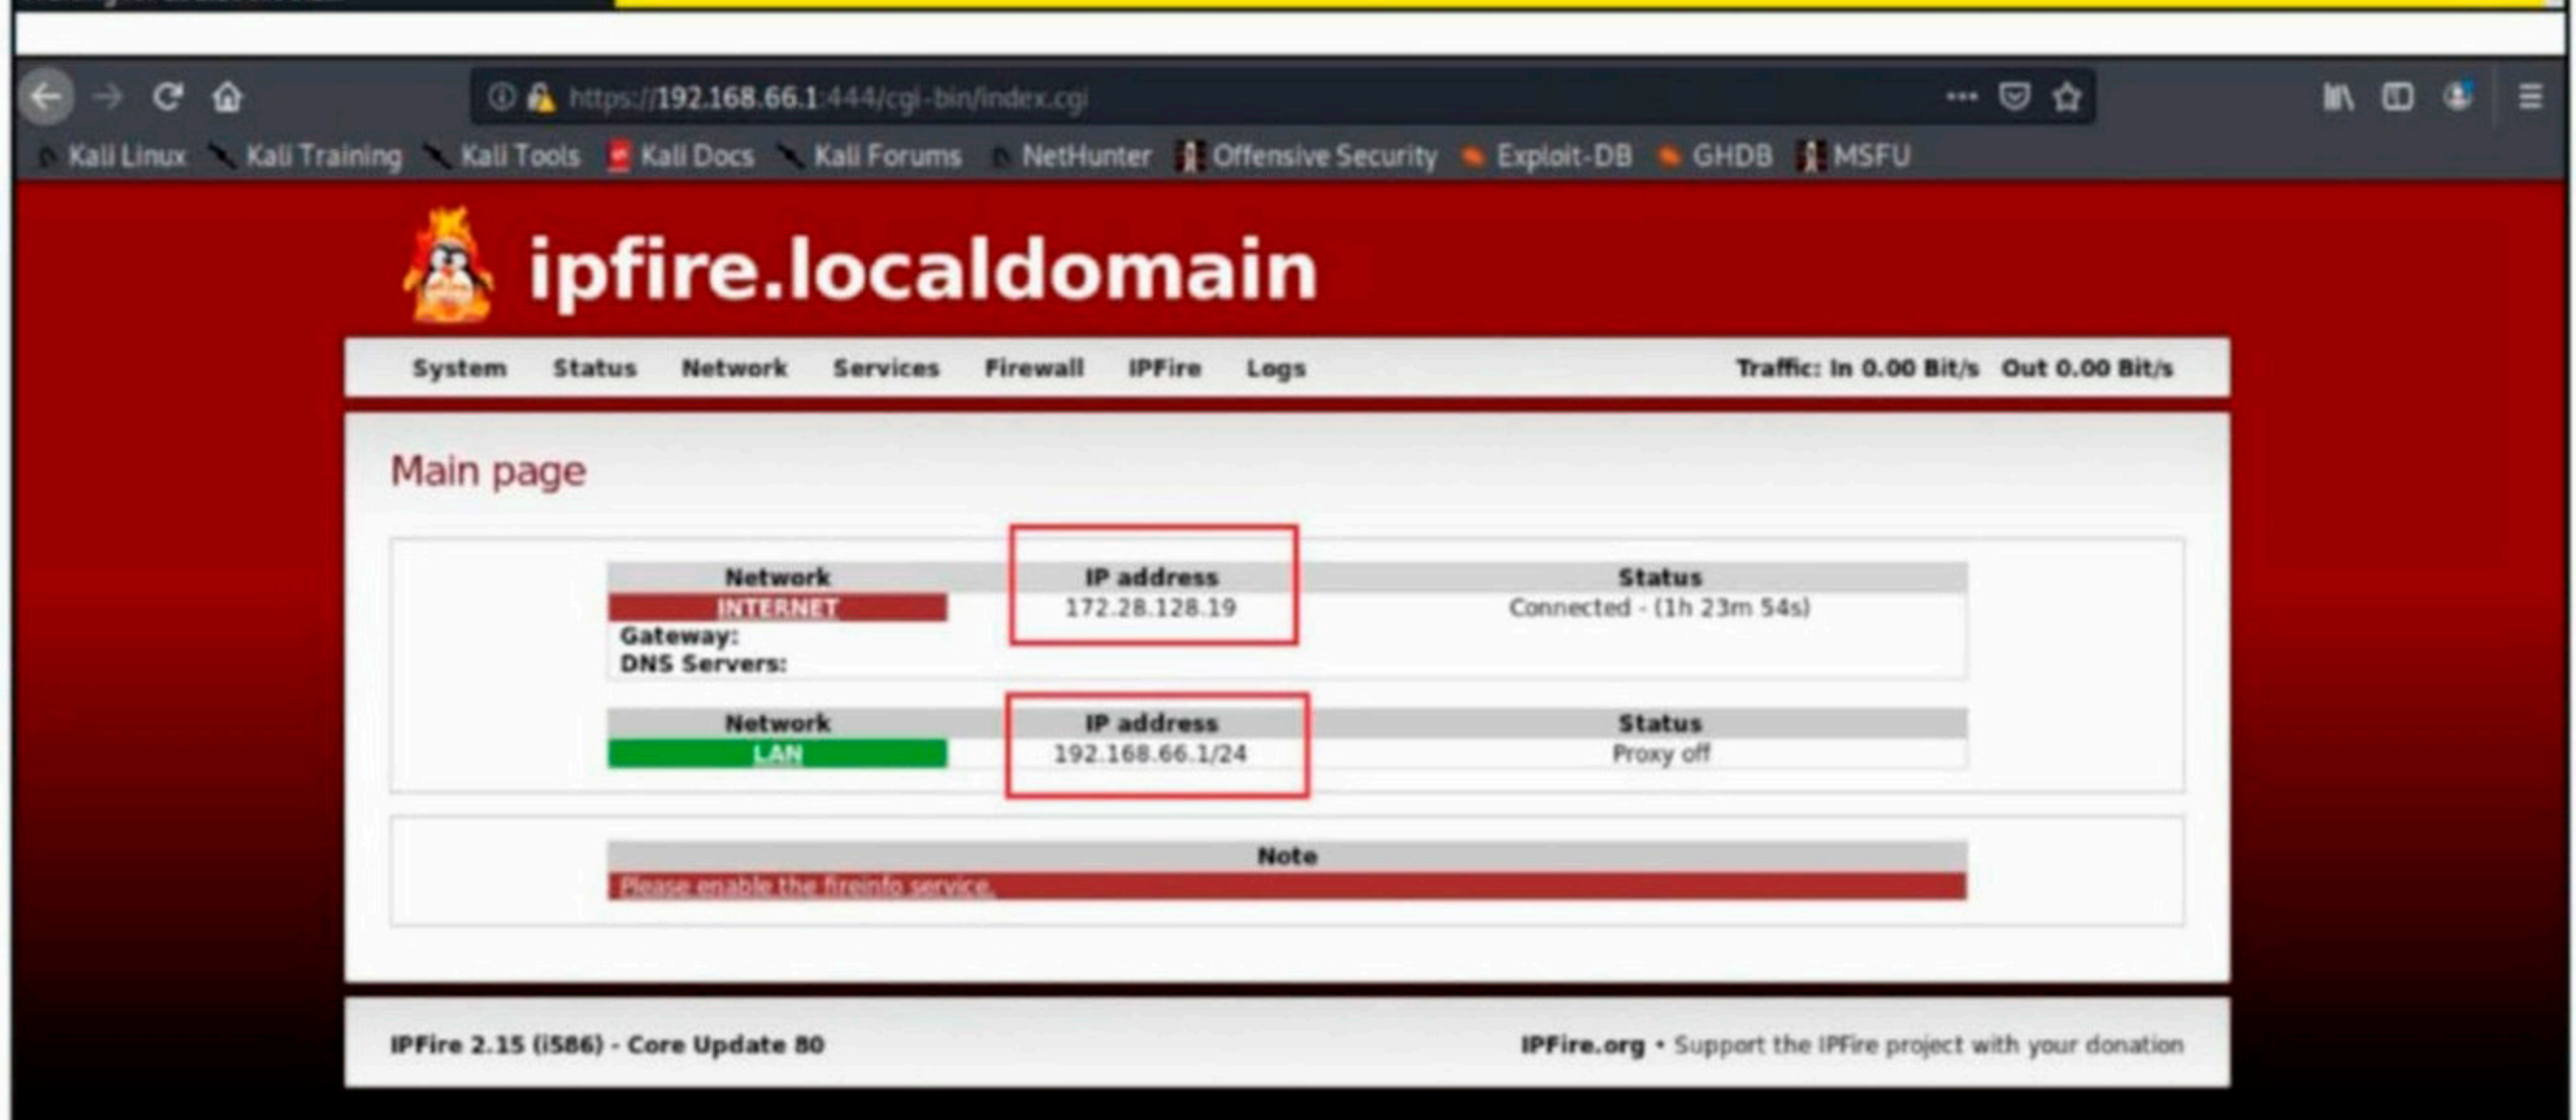 https://192.168.66.1:444/cgi-bin/index.cgi
Kali Linux Kali Training Kali Tools Kali Docs Kali Forums NetHunter Offensive Security Exploit-DB GHDB MSFU
ipfire.localdomain
System Status Network Services Firewall IPFire Logs Traffic: In 0.00 Bit/s Out 0.00 Bit/s
Main page
Network IP address Status
INTERNET 172.28.128.19 Connected - (1h 23m 54s)
Gateway:
DNS Servers:
Network IP address Status
LAN 192.168.66.1/24 Proxy off
Note
Please enable the fireinfo service.
IPFire 2.15 (i586) - Core Update 80 IPFire.org • Support the IPFire project with your donation